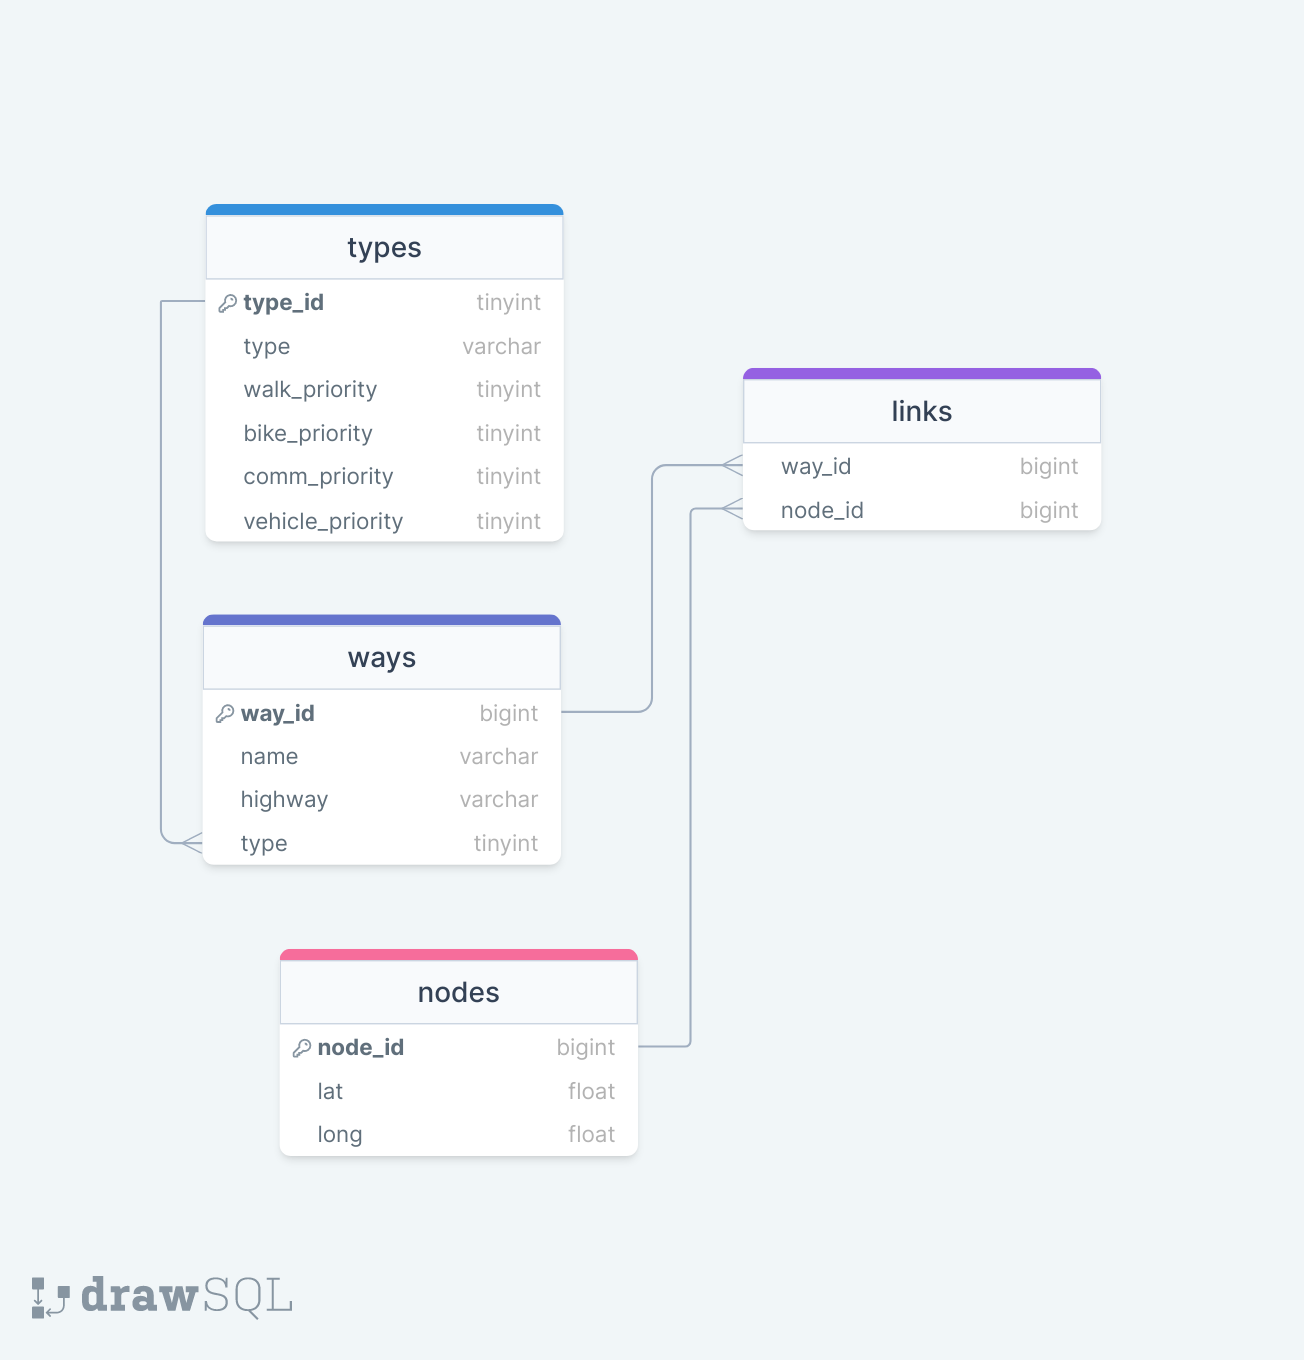 types
type_id tinyint
type varchar
walk_priority tinyint
bike_priority tinyint
comm_priority tinyint
vehicle_priority tinyint
links
way_id bigint
node_id bigint
ways
way_id bigint
name varchar
highway varchar
type tinyint
nodes
node_id bigint
lat float
long float
drawSQL